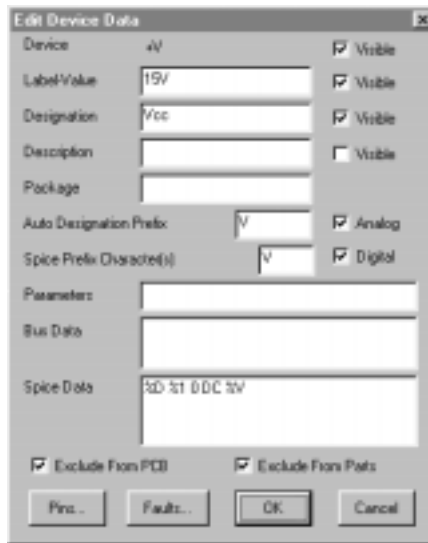 Edit Device Data
Device +V Visible
Label-Value 15V Visible
Designation Vcc Visible
Description Visible
Package
Auto Designation Prefix V Analog
Spice Prefix Character(s) V Digital
Parameters
Bus Data
Spice Data %D %1 0 DC %V
Exclude From PCB Exclude From Parts
Pins... Faults... OK Cancel